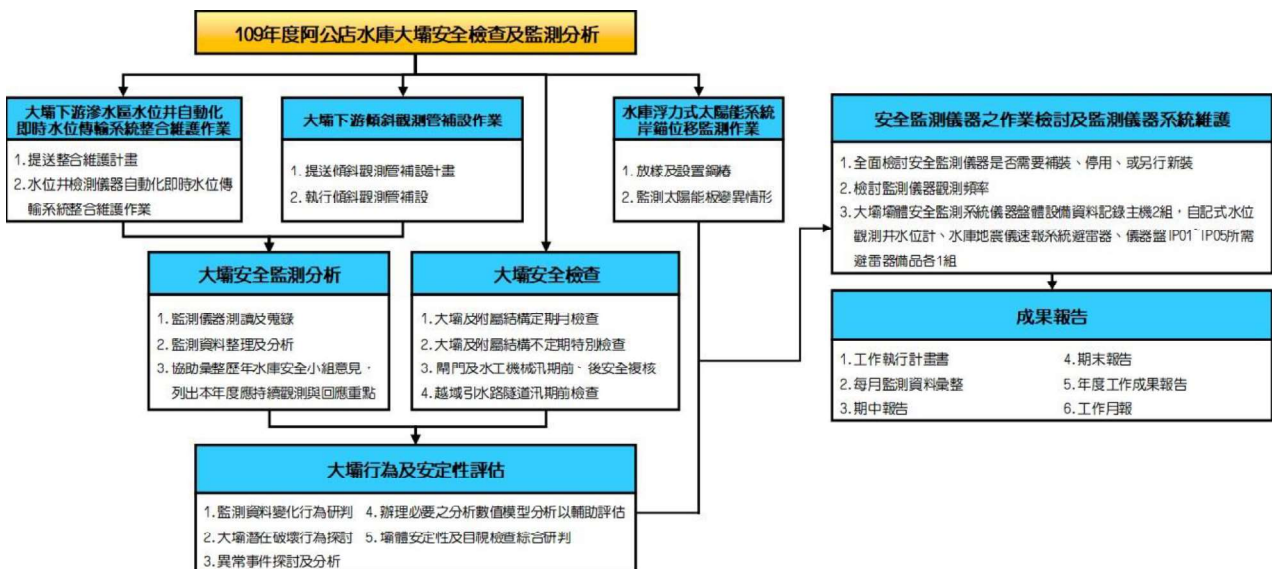 109年度阿公店水庫大壩安全檢查及監測分析
大壩下游滲水區水位井自動化
即時水位傳輸系統整合維護作業
1.提送整合維護計畫
2.水位井檢測儀器自動化即時水位傳
輸系統整合維護作業
大壩下游傾斜觀測管補設作業
1.提送傾斜觀測管補設計畫
2.執行傾斜觀測管補設
水庫浮力式太陽能系統
岸錨位移監測作業
1.放樣及設置鋼樁
2.監測太陽能板變異情形
大壩安全監測分析
1.監測儀器測讀及蒐錄
2.監測資料整理及分析
3.協助彙整歷年水庫安全小組意見，
列出本年度應持續觀測與回應重點
大壩安全檢查
1.大壩及附屬結構定期月檢查
2.大壩及附屬結構不定期特別檢查
3.閘門及水工機械汛期前、後安全複核
4.越域引水路隧道汛期前檢查
大壩行為及安定性評估
1.監測資料變化行為研判
2.大壩潛在破壞行為探討
3.異常事件探討及分析
4.辦理必要之分析數值模型分析以輔助評估
5.壩體安定性及目視檢查綜合研判
安全監測儀器之作業檢討及監測儀器系統維護
1.全面檢討安全監測儀器是否需要補裝、停用、或另行新裝
2.檢討監測儀器觀測頻率
3.大壩壩體安全監測系統儀器盤體設備資料記錄主機2組，自記式水位
觀測井水位計、水庫地震儀速報系統避雷器、儀器盤IP01~IP05所需
避雷器備品各1組
成果報告
1.工作執行計畫書
2.每月監測資料彙整
3.期中報告
4.期末報告
5.年度工作成果報告
6.工作月報